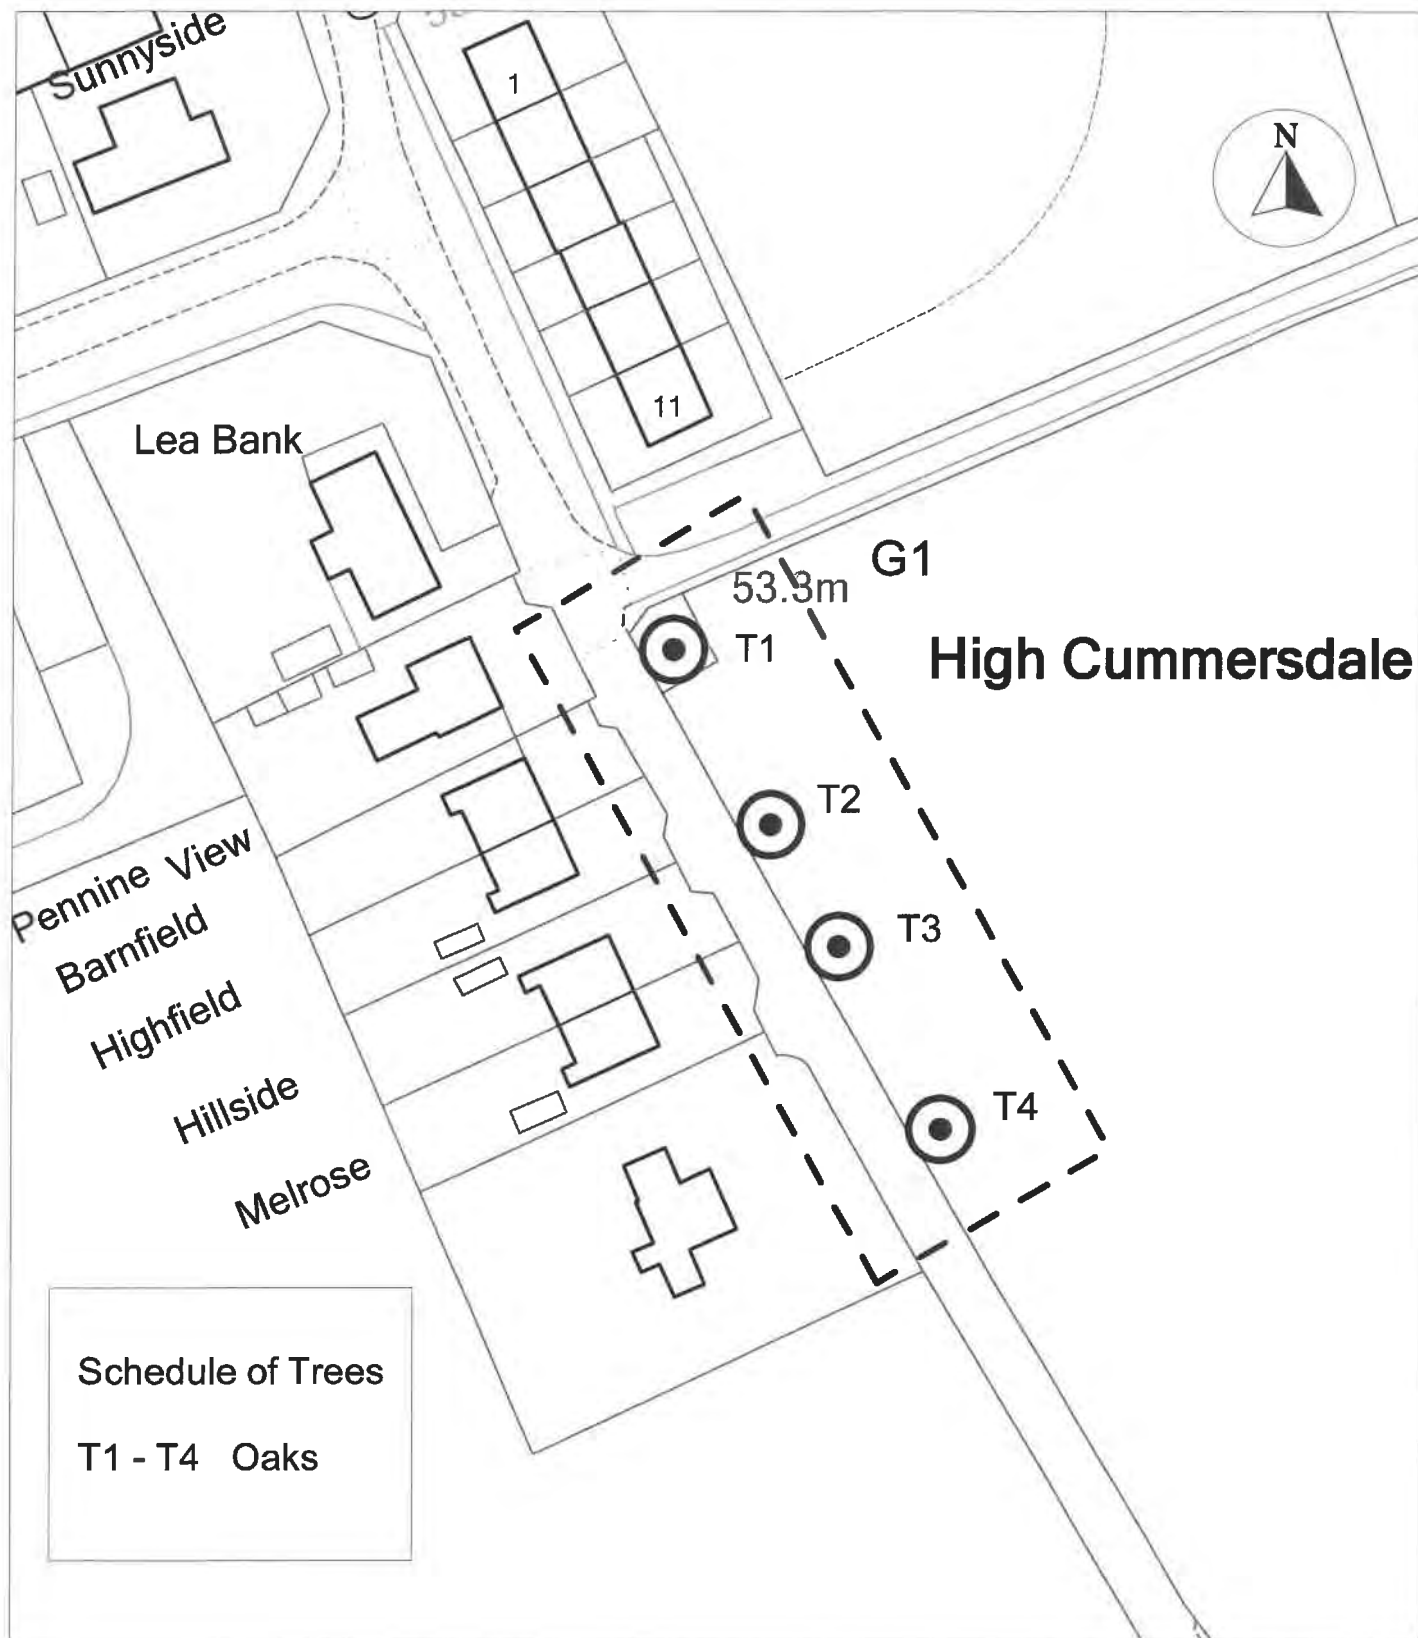 Sunnyside
1
N
11
Lea Bank
G1
53.3m
T1
High Cummersdale
T2
Pennine View
Barnfield
T3
Highfield
Hillside
T4
Melrose
Schedule of Trees
T1 - T4 Oaks